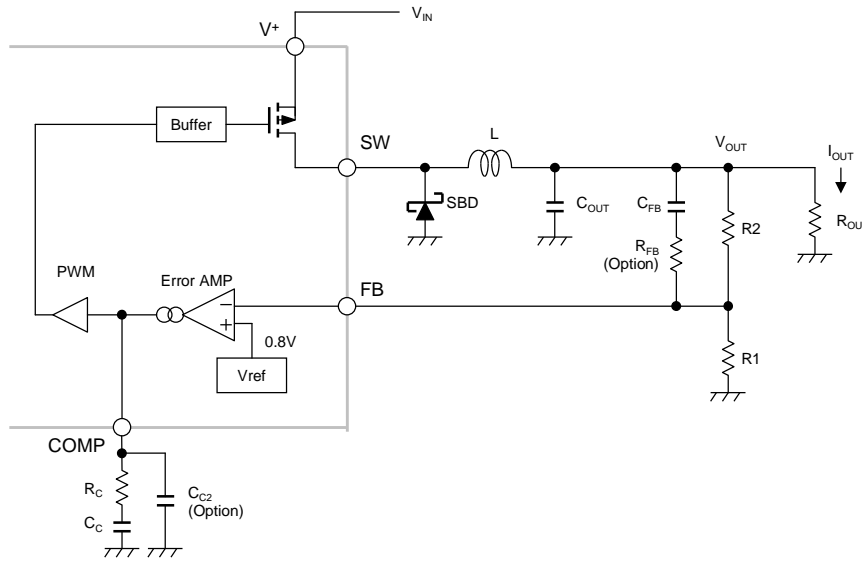 V+
VIN
Buffer
SW
L
VOUT
IOUT
SBD
COUT
CFB
RFB
(Option)
R2
ROU
PWM
Error AMP
FB
−
+
0.8V
Vref
R1
COMP
RC
CC
CC2
(Option)